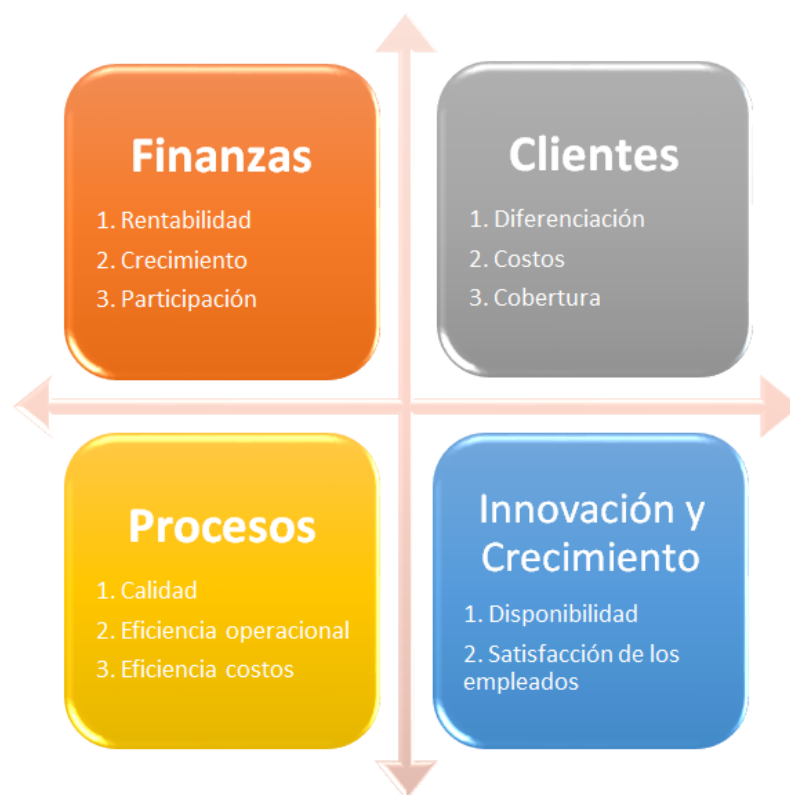 Finanzas
1. Rentabilidad
2. Crecimiento
3. Participación
Clientes
1. Diferenciación
2. Costos
3. Cobertura
Procesos
1. Calidad
2. Eficiencia operacional
3. Eficiencia costos
Innovación y
Crecimiento
1. Disponibilidad
2. Satisfacción de los
empleados